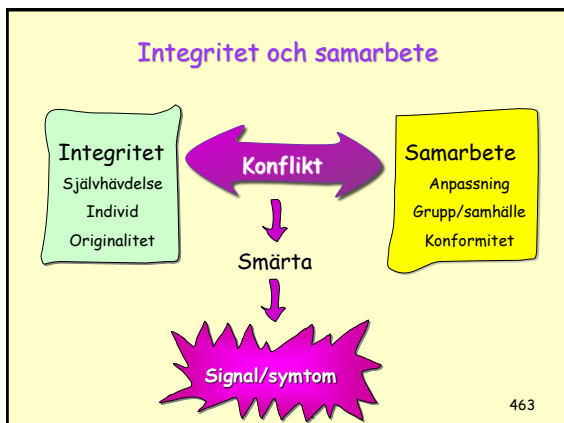 Integritet och samarbete
Integritet
Självhävdelse
Individ
Originalitet
Konflikt
Samarbete
Anpassning
Grupp/samhälle
Konformitet
Smärta
Signal/symtom
463